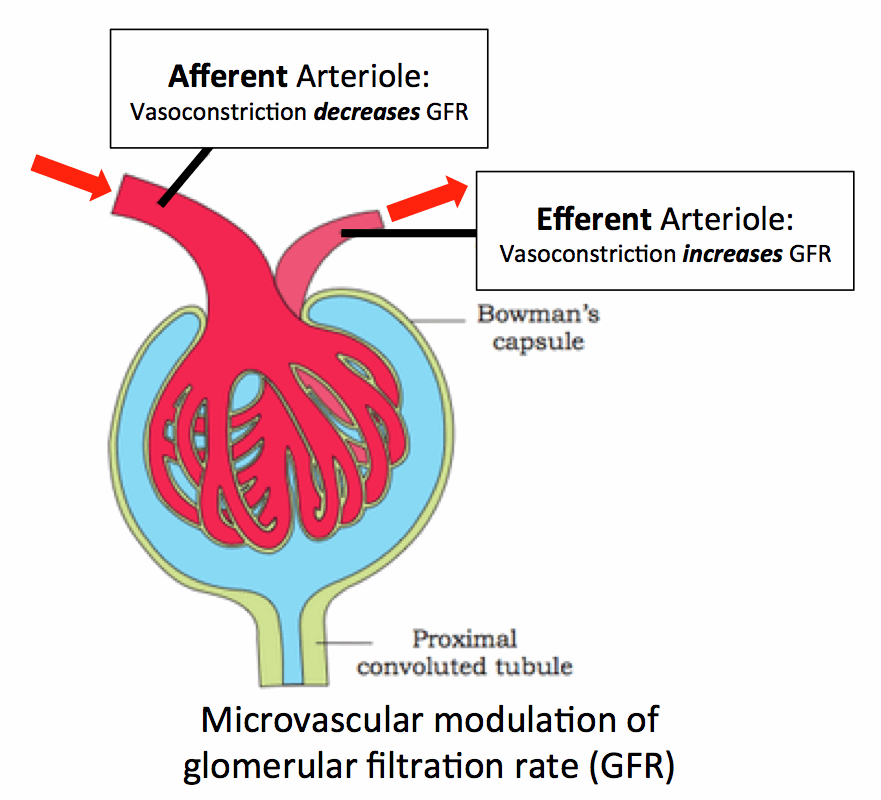 Afferent Arteriole:
Vasoconstriction decreases GFR
Efferent Arteriole:
Vasoconstriction increases GFR
Bowman's
capsule
Proximal
convoluted tubule
Microvascular modulation of
glomerular filtration rate (GFR)